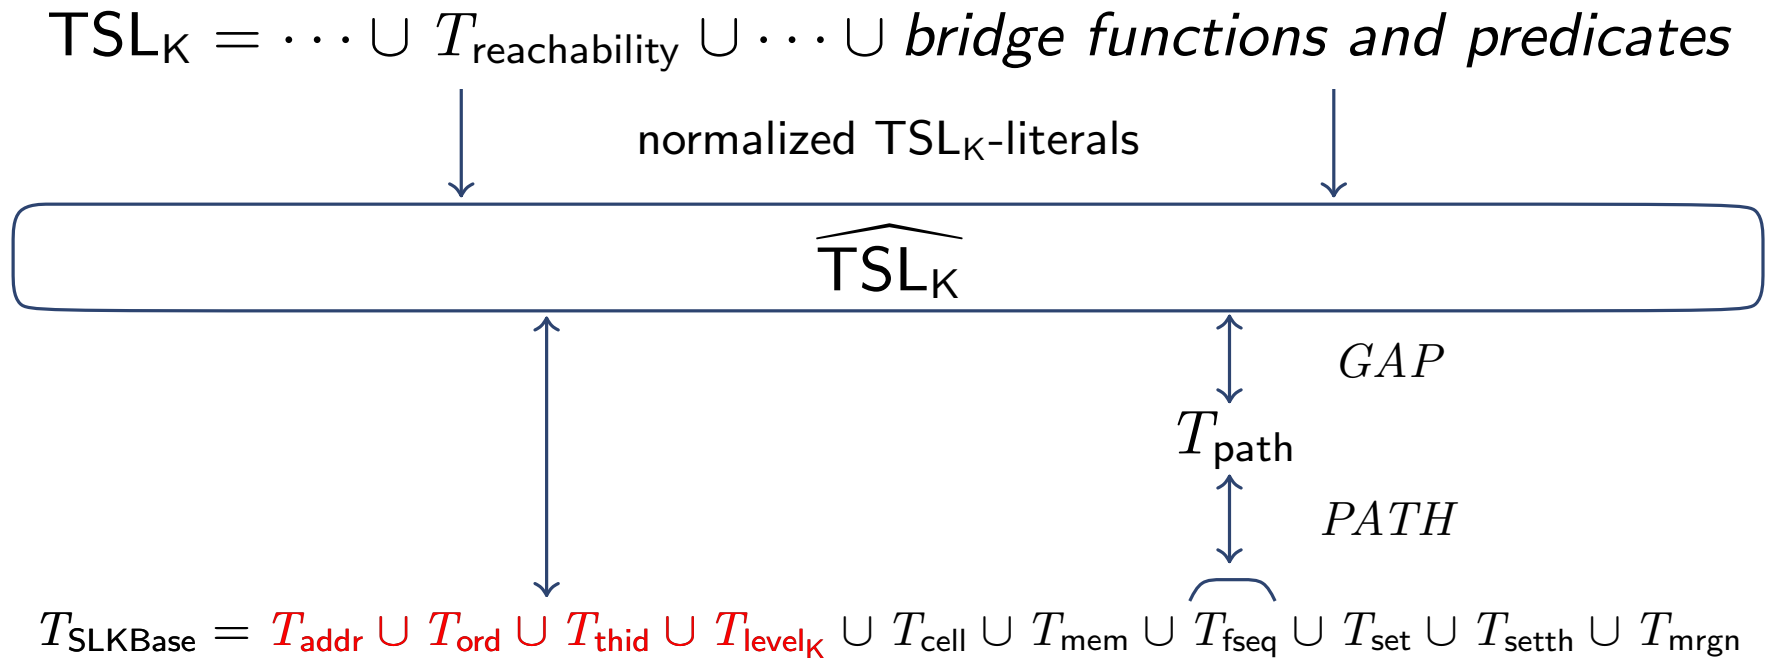 TSL_K = ⋯ ∪ T_reachability ∪ ⋯ ∪ bridge functions and predicates
normalized TSL_K-literals
\widehat{TSL_K}
GAP
T_path
PATH
T_SLKBase = T_addr ∪ T_ord ∪ T_thid ∪ T_level_K ∪ T_cell ∪ T_mem ∪ T_fseq ∪ T_set ∪ T_setth ∪ T_mrgn